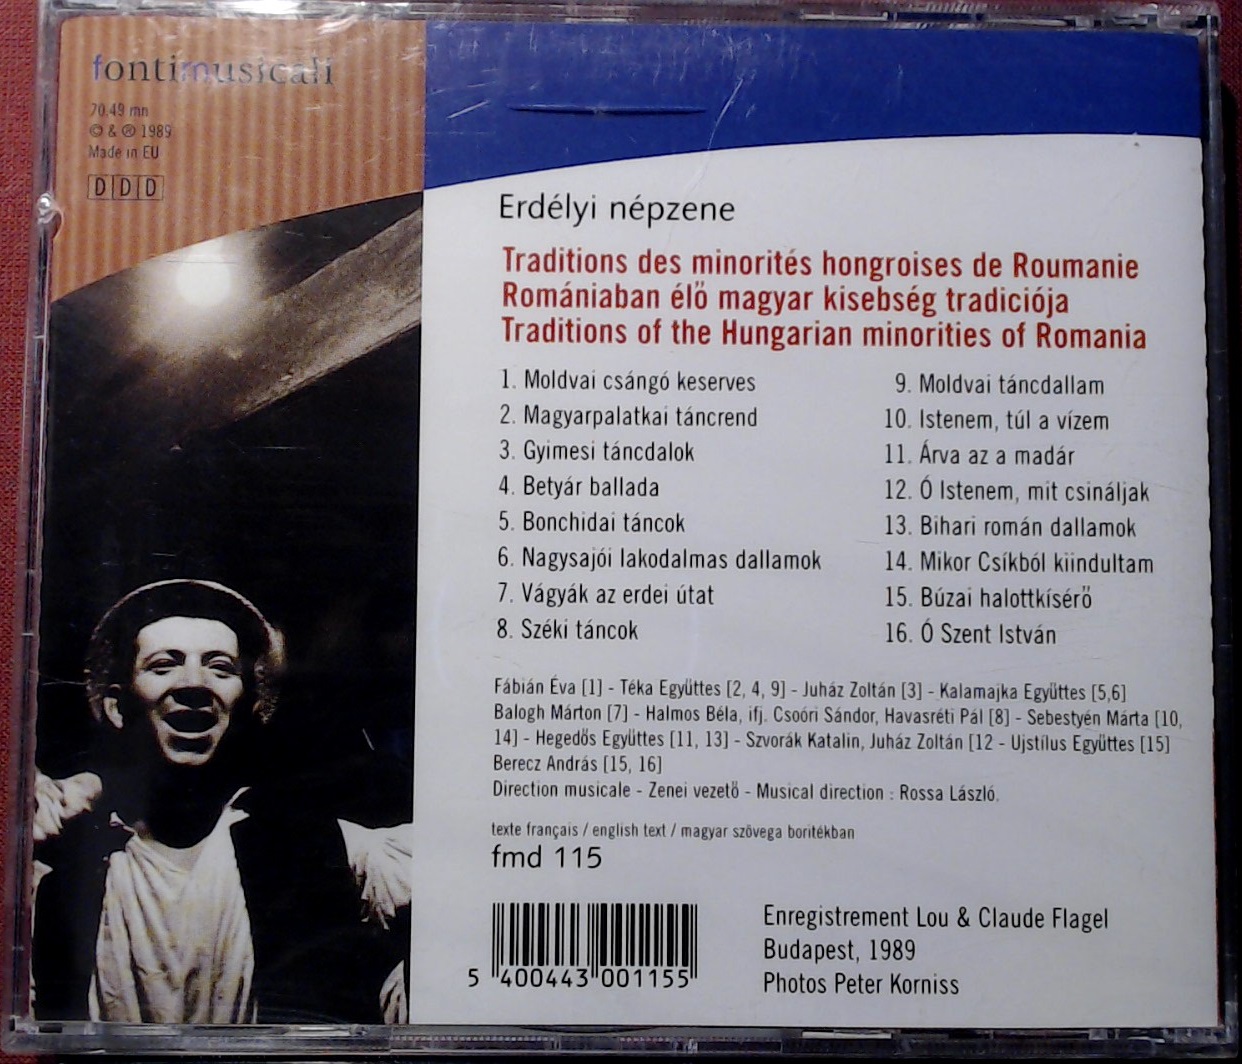 fontimusicali
70.49 mn
© & ℗ 1989
Made in EU
DDD
Erdélyi népzene
Traditions des minorités hongroises de Roumanie
Romániaban élő magyar kisebség tradiciója
Traditions of the Hungarian minorities of Romania
1. Moldvai csángó keserves
2. Magyarpalatkai táncrend
3. Gyimesi táncdalok
4. Betyár ballada
5. Bonchidai táncok
6. Nagysajói lakodalmas dallamok
7. Vágyák az erdei útat
8. Széki táncok
9. Moldvai táncdallam
10. Istenem, túl a vízem
11. Árva az a madár
12. Ó Istenem, mit csináljak
13. Bihari román dallamok
14. Mikor Csíkból kiindultam
15. Búzai halottkísérő
16. Ó Szent István
Fábián Éva [1] - Téka Együttes [2, 4, 9] - Juház Zoltán [3] - Kalamajka Együttes [5,6]
Balogh Márton [7] - Halmos Béla, ifj. Csoóri Sándor, Havasréti Pál [8] - Sebestyén Márta [10,
14] - Hegedős Együttes [11, 13] - Szvorák Katalin, Juház Zoltán [12 - Ujstílus Együttes [15]
Berecz András [15, 16]
Direction musicale - Zenei vezető - Musical direction : Rossa László.
texte français / english text / magyar szövega boritékban
fmd 115
5 400443 001155
Enregistrement Lou & Claude Flagel
Budapest, 1989
Photos Peter Korniss